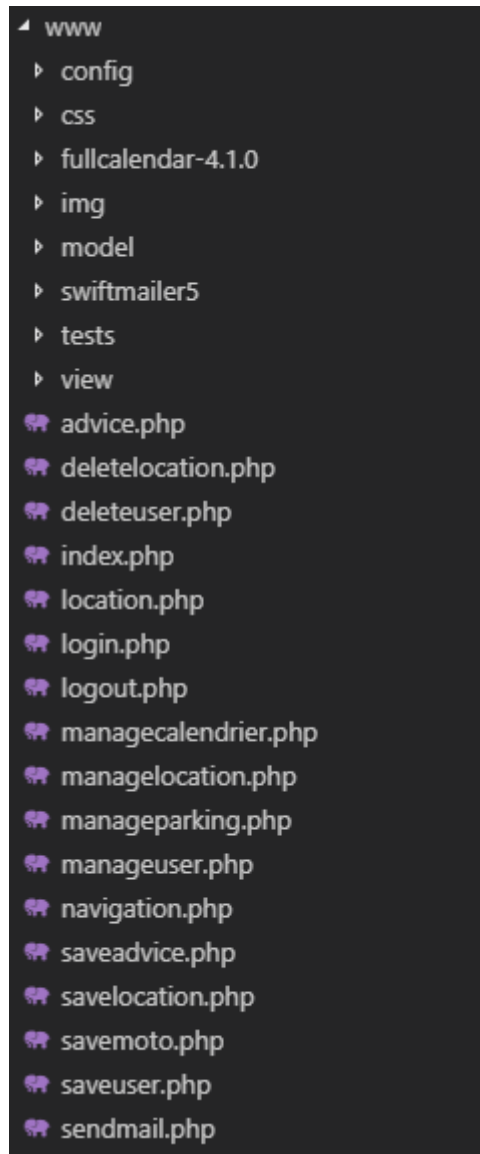 www
config
css
fullcalendar-4.1.0
img
model
swiftmailer5
tests
view
advice.php
deletelocation.php
deleteuser.php
index.php
location.php
login.php
logout.php
managecalendrier.php
managelocation.php
manageparking.php
manageuser.php
navigation.php
saveadvice.php
savelocation.php
savemoto.php
saveuser.php
sendmail.php